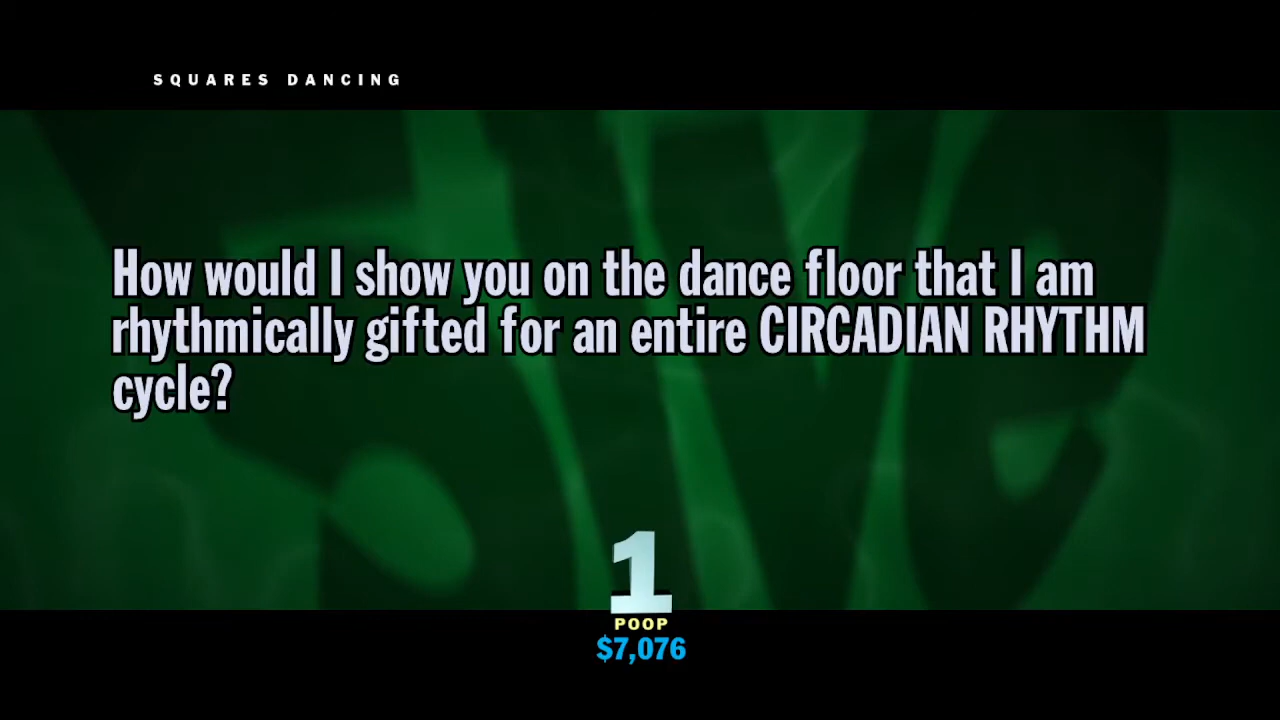 SQUARES DANCING
How would I show you on the dance floor that I am
rhythmically gifted for an entire CIRCADIAN RHYTHM
cycle?
1
POOP
$7,076